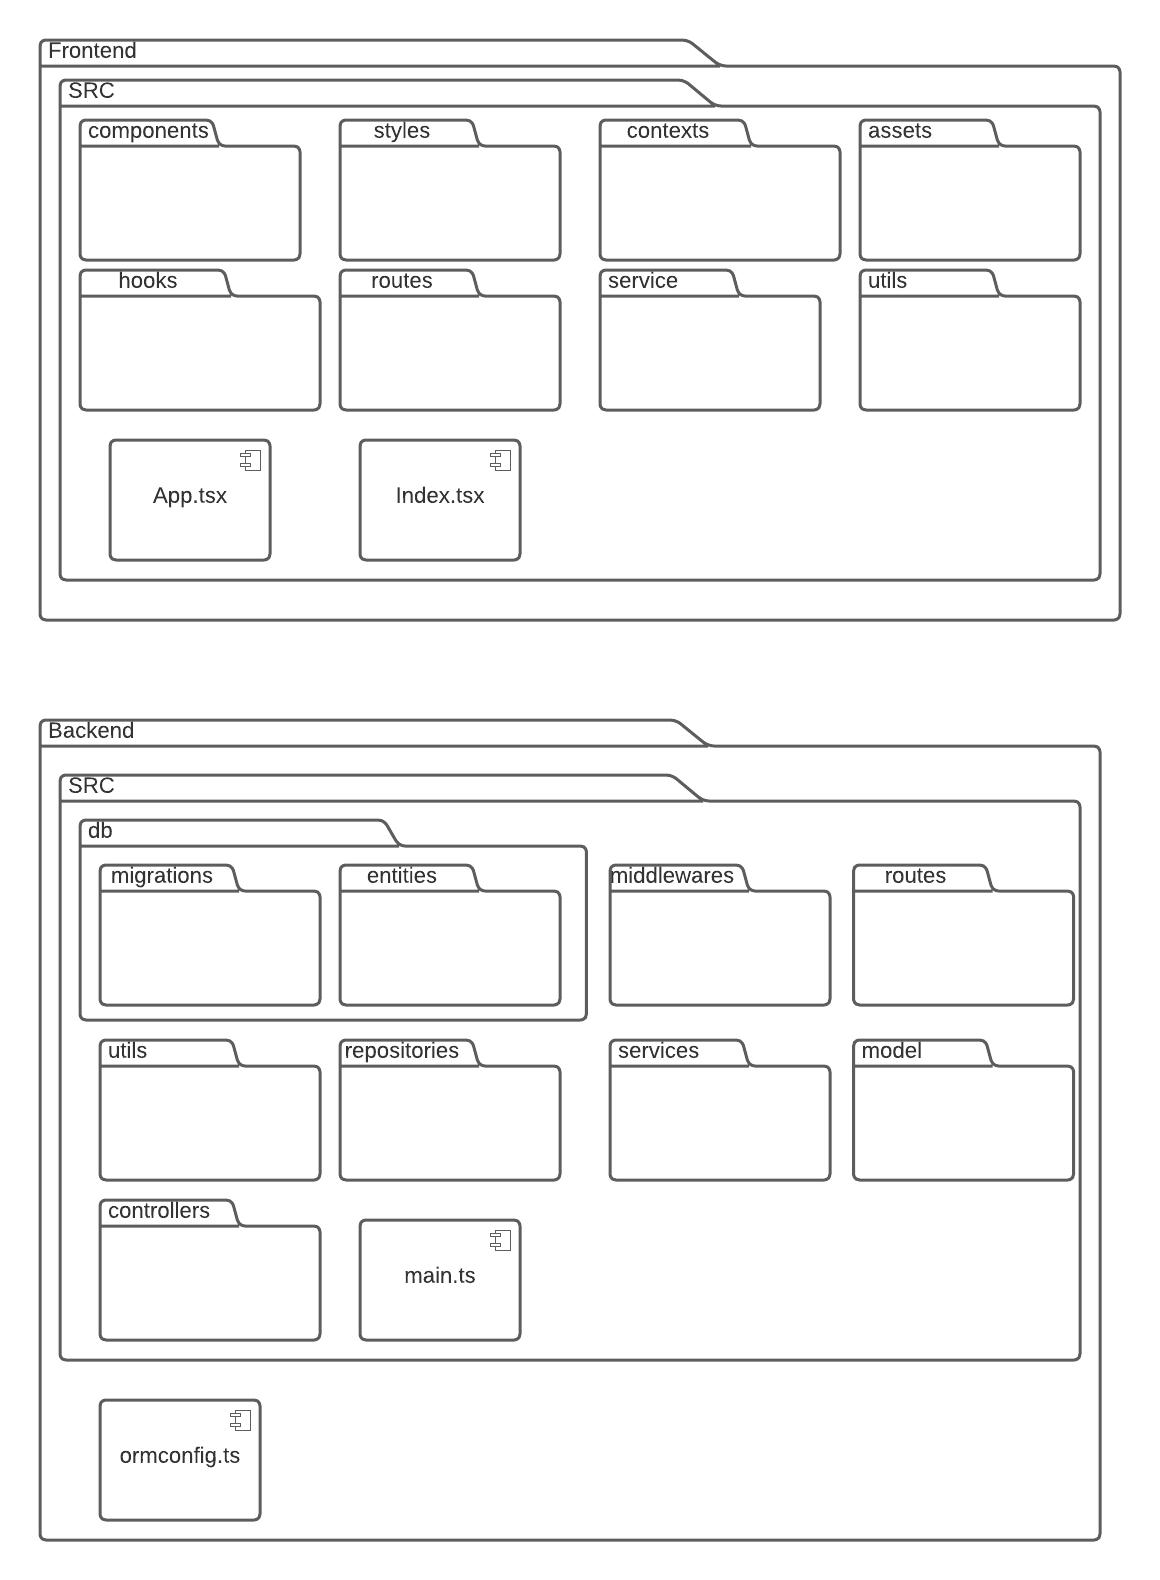 Frontend
SRC
components
styles
contexts
assets
hooks
routes
service
utils
App.tsx
Index.tsx
Backend
SRC
db
migrations
entities
middlewares
routes
utils
repositories
services
model
controllers
main.ts
ormconfig.ts